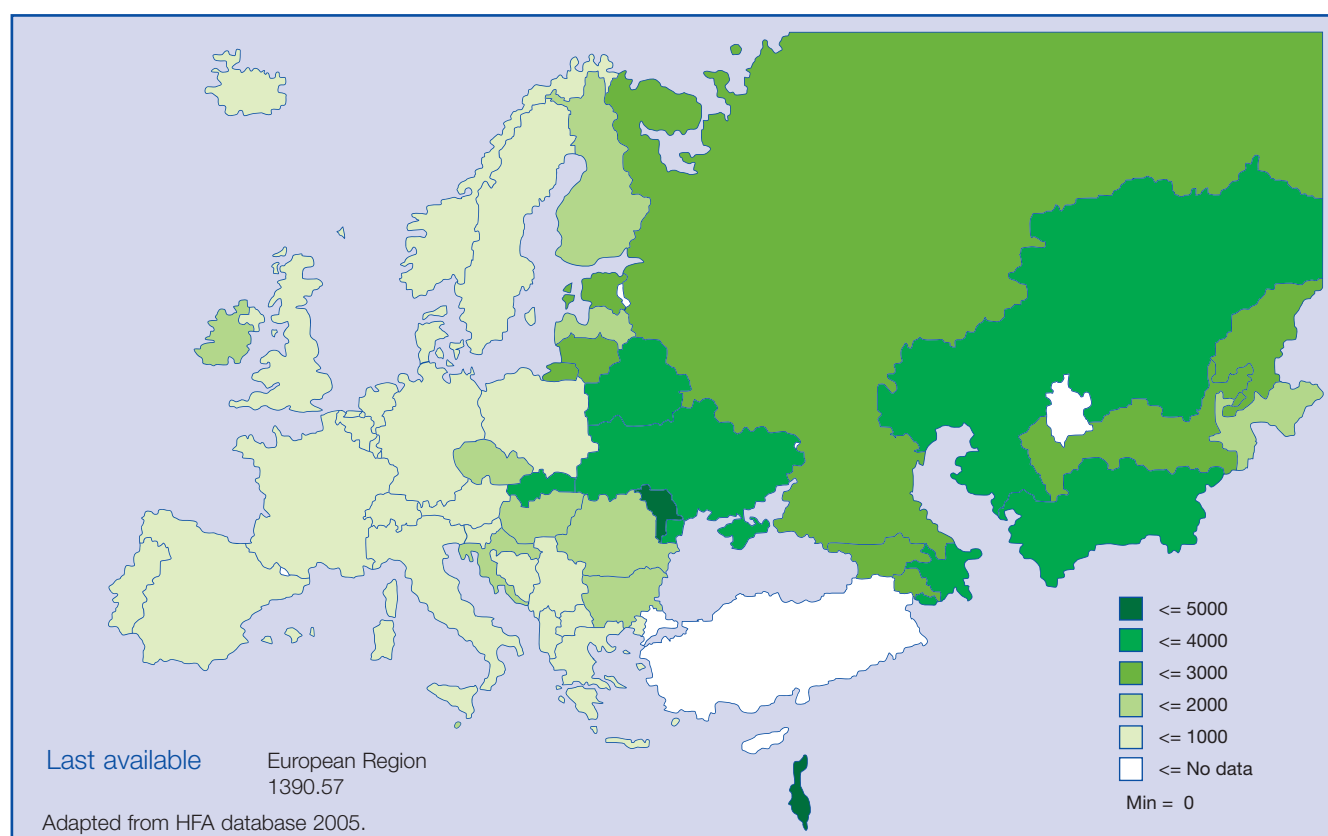 <= 5000
<= 4000
<= 3000
<= 2000
<= 1000
<= No data
Min = 0
Last available
European Region
1390.57
Adapted from HFA database 2005.